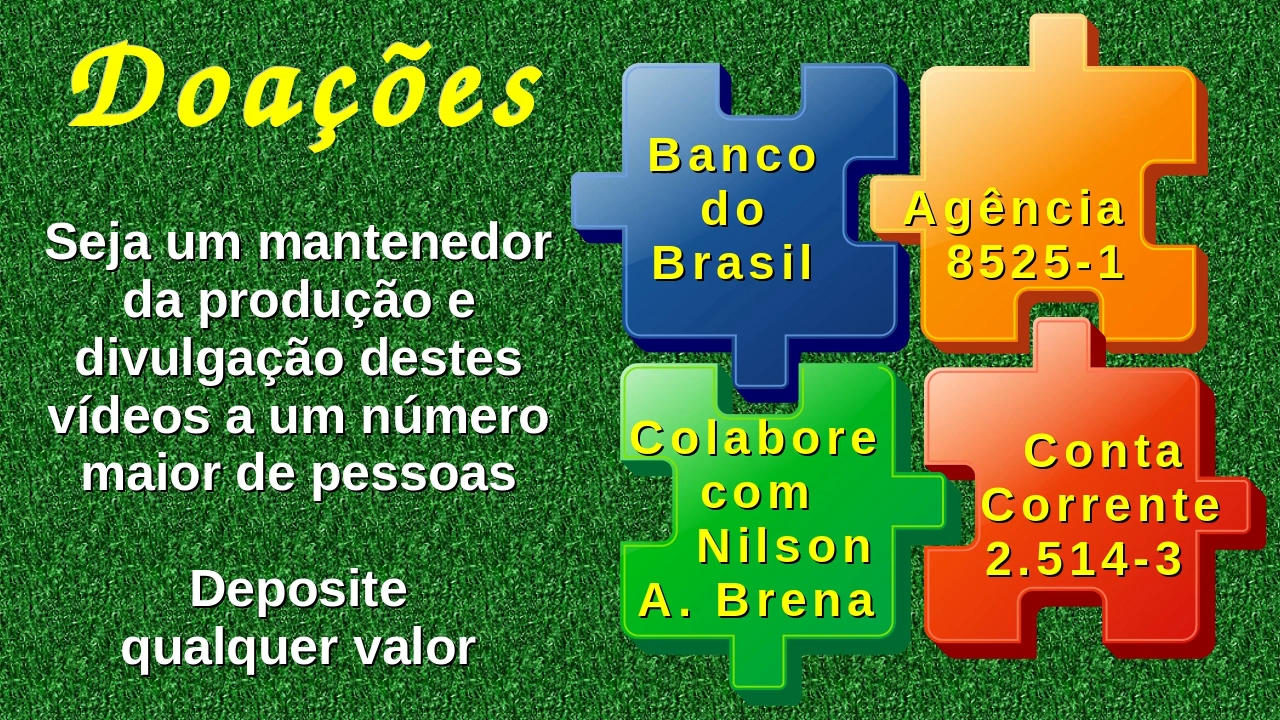 Doações
Seja um mantenedor
da produção e
divulgação destes
vídeos a um número
maior de pessoas
Deposite
qualquer valor
Banco
do
Brasil
Agência
8525-1
Colabore
com
Nilson
A. Brena
Conta
Corrente
2.514-3